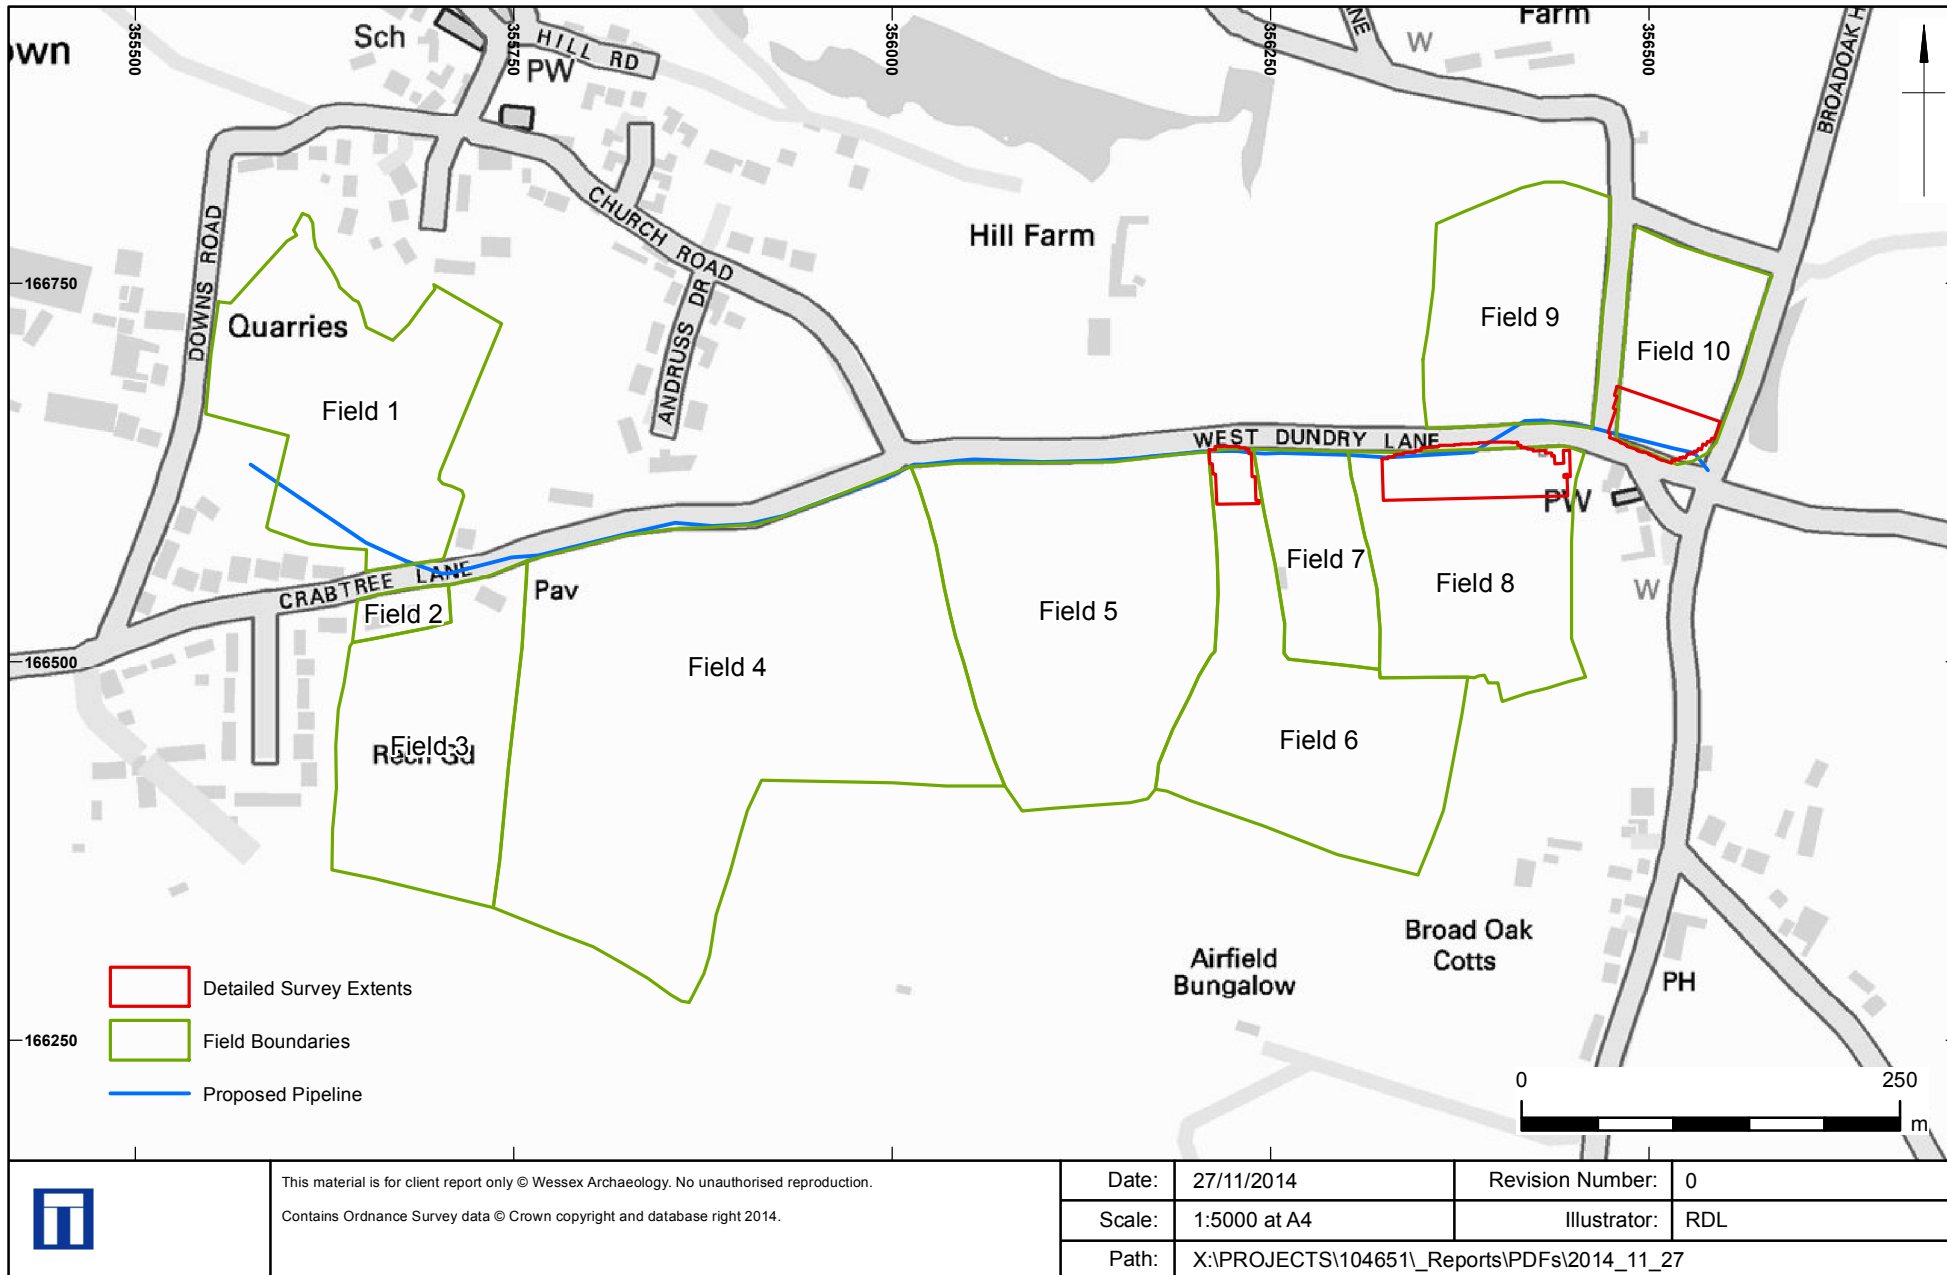 own
Sch
HILL RD
PW
355500
355750
356000
356250
356500
NE
Farm
W
BROADOAK H
DOWNS ROAD
CHURCH ROAD
ANDRUSS DR
Hill Farm
166750
Quarries
Field 1
Field 9
Field 10
WEST DUNDRY LANE
PW
CRABTREE LANE
Pav
Field 2
Field 5
Field 7
Field 8
W
166500
Field 4
Field 3
Field 6
Broad Oak
Cotts
Airfield
Bungalow
PH
Detailed Survey Extents
Field Boundaries
Proposed Pipeline
166250
0 250
m
This material is for client report only © Wessex Archaeology. No unauthorised reproduction.
Contains Ordnance Survey data © Crown copyright and database right 2014.
Date: 27/11/2014 Revision Number: 0
Scale: 1:5000 at A4 Illustrator: RDL
Path: X:\PROJECTS\104651\_Reports\PDFs\2014_11_27